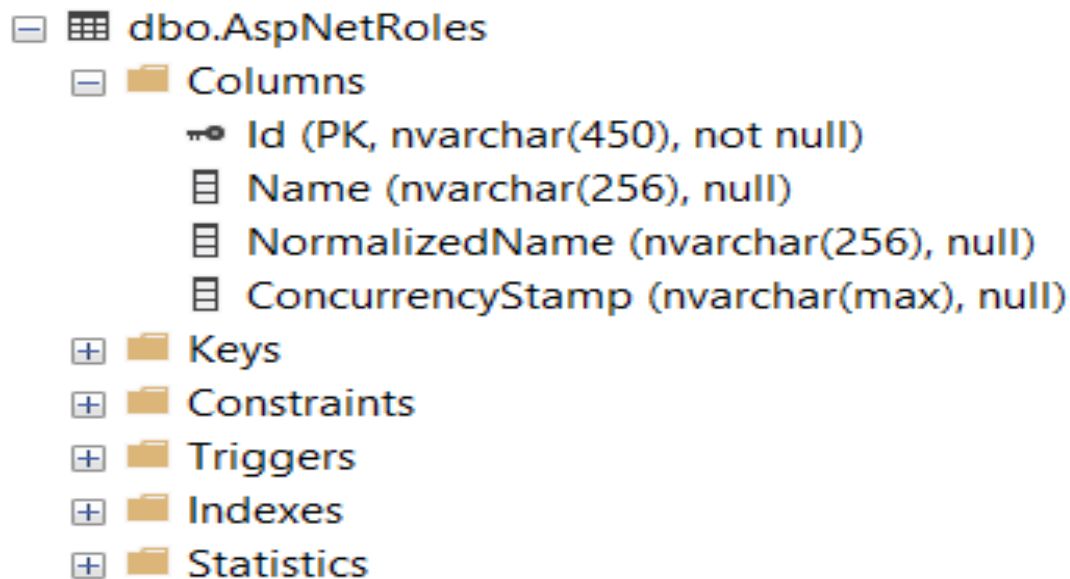 dbo.AspNetRoles
Columns
Id (PK, nvarchar(450), not null)
Name (nvarchar(256), null)
NormalizedName (nvarchar(256), null)
ConcurrencyStamp (nvarchar(max), null)
Keys
Constraints
Triggers
Indexes
Statistics